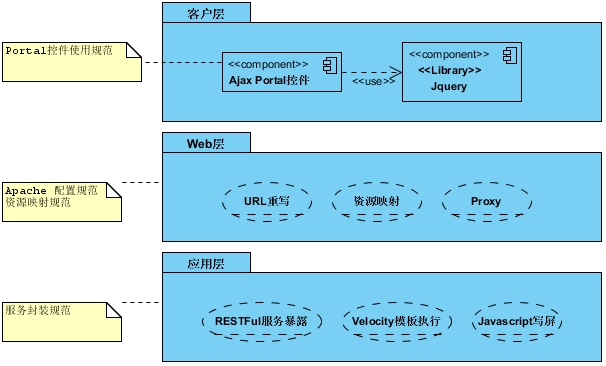 客户层
Portal控件使用规范
<<component>>
Ajax Portal控件
<<use>>
<<component>>
<<Library>>
Jquery
Web层
Apache 配置规范
资源映射规范
URL重写
资源映射
Proxy
应用层
服务封装规范
RESTFul服务暴露
Velocity模板执行
Javascript写屏